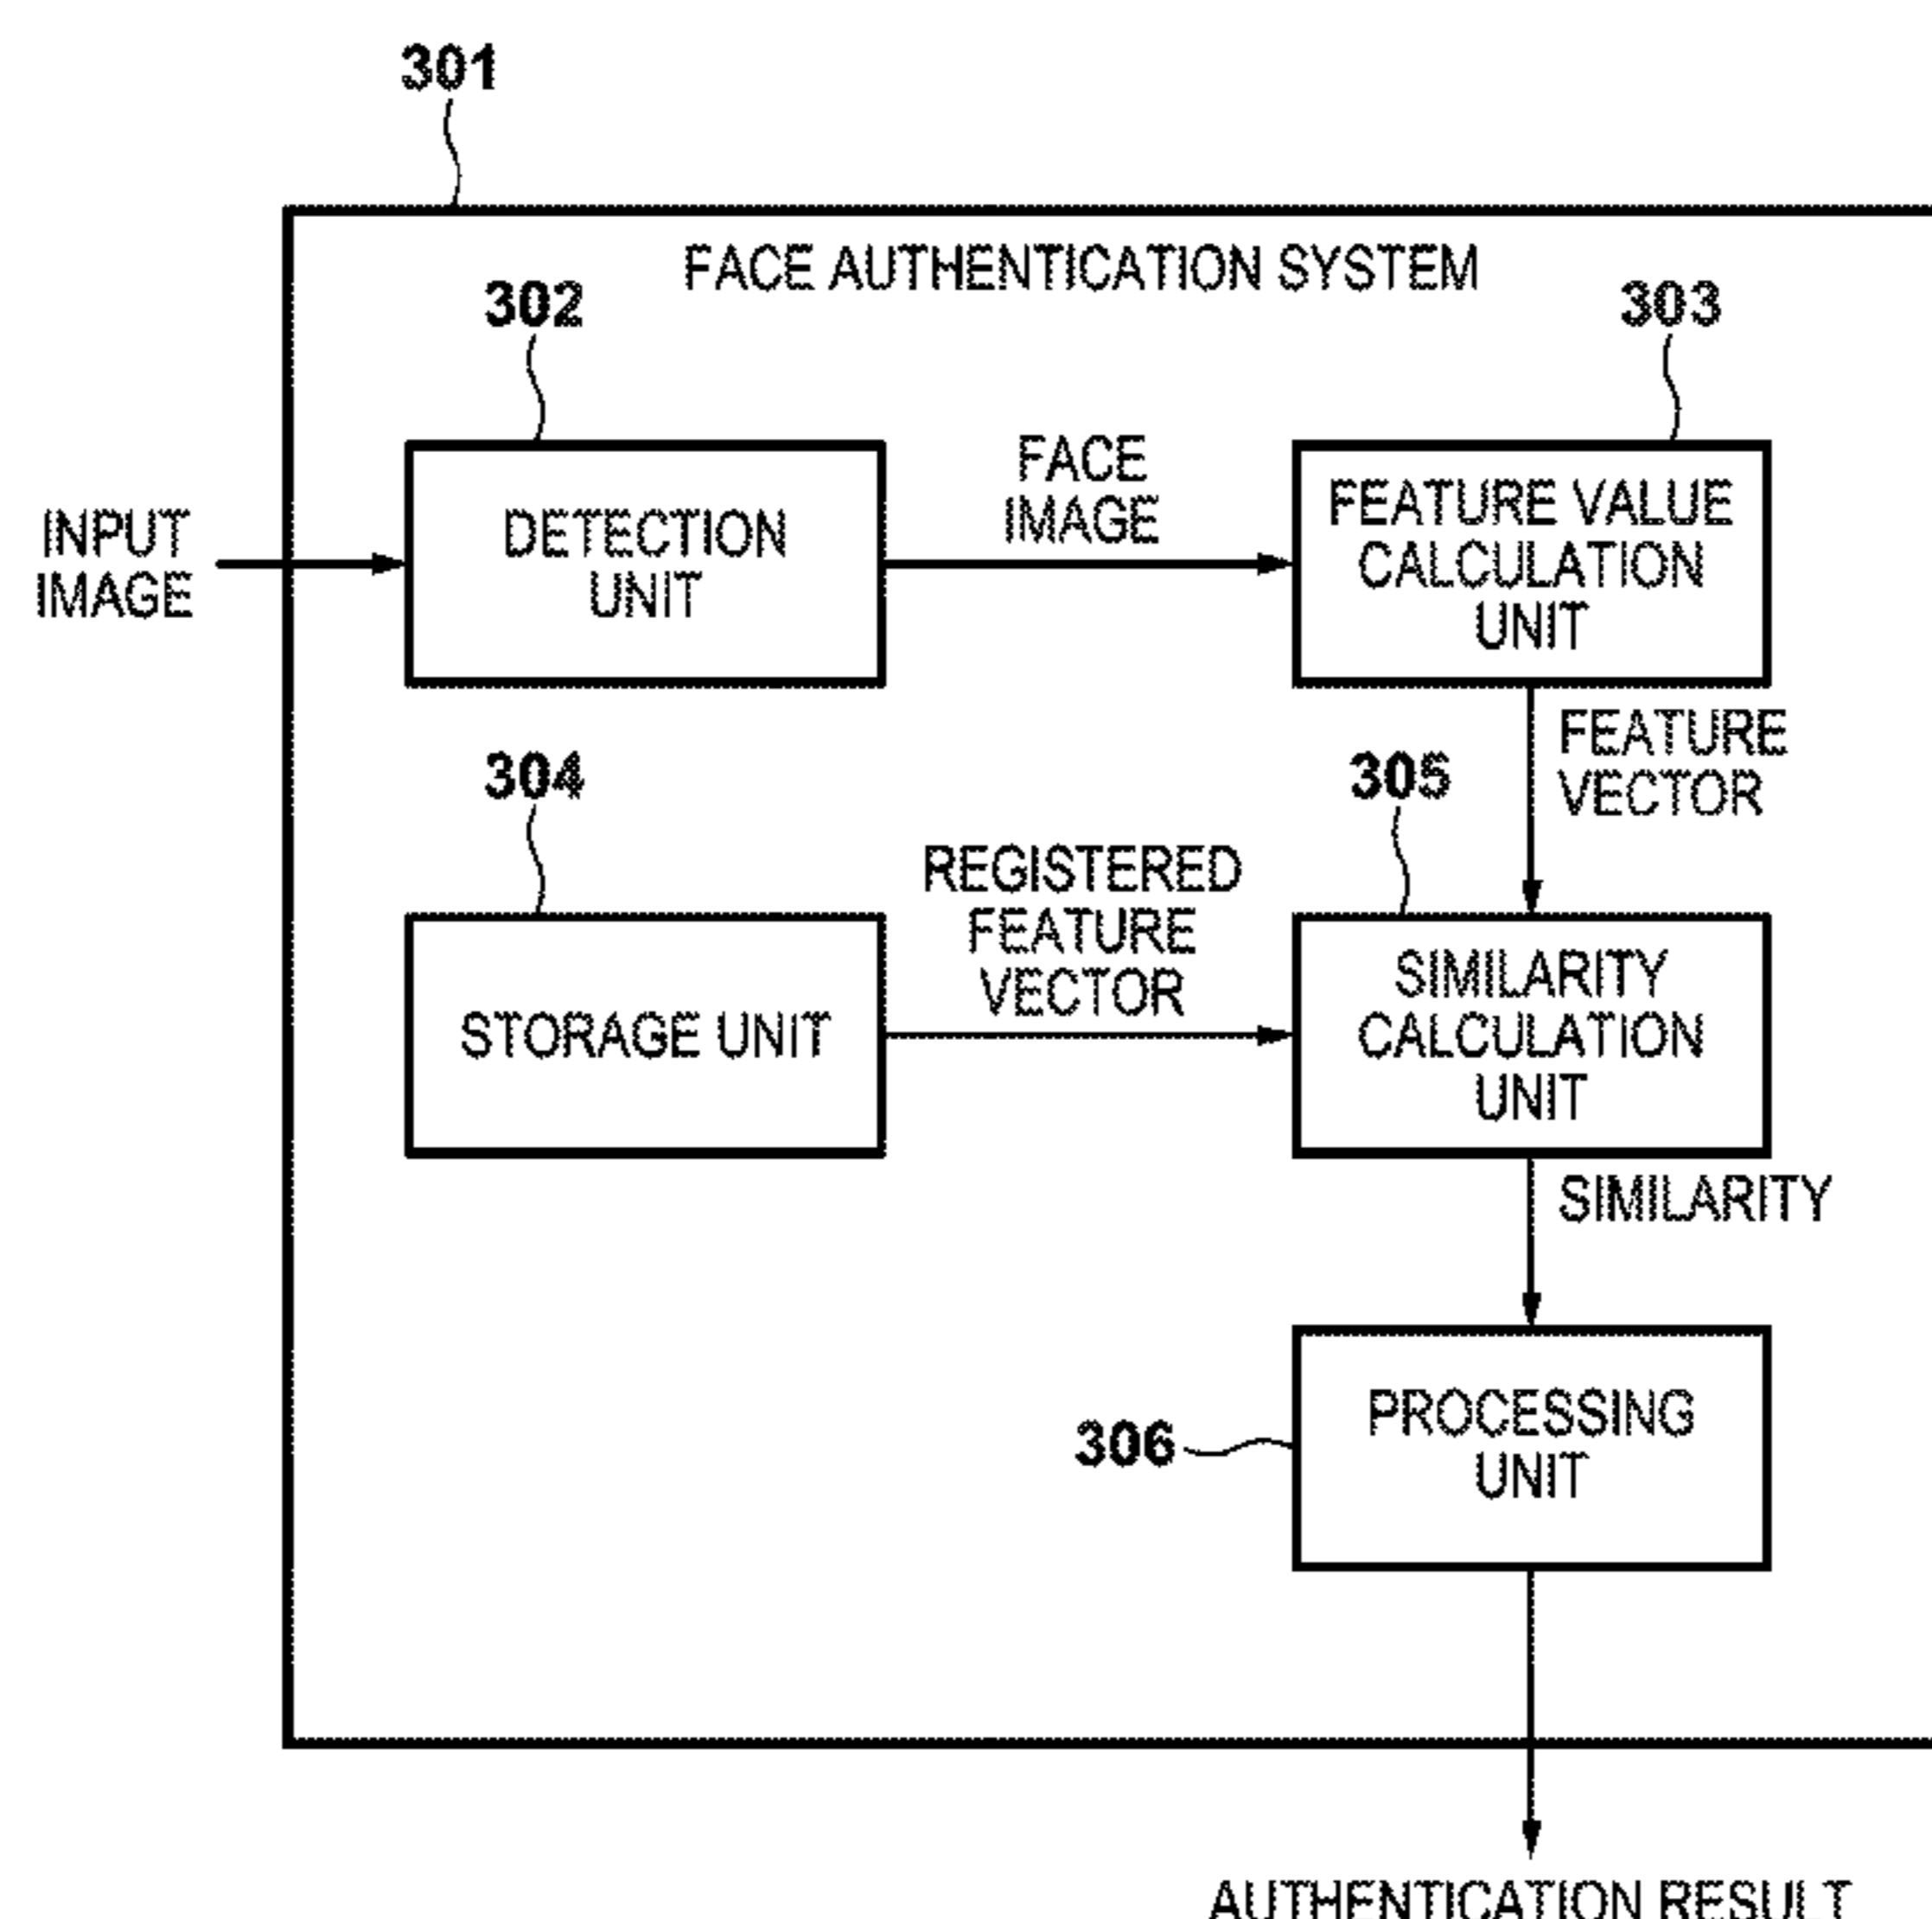 301
FACE AUTHENTICATION SYSTEM
302
303
INPUT
IMAGE
DETECTION
UNIT
FACE
IMAGE
FEATURE VALUE
CALCULATION
UNIT
FEATURE
VECTOR
304
305
STORAGE UNIT
REGISTERED
FEATURE
VECTOR
SIMILARITY
CALCULATION
UNIT
SIMILARITY
306
PROCESSING
UNIT
AUTHENTICATION RESULT